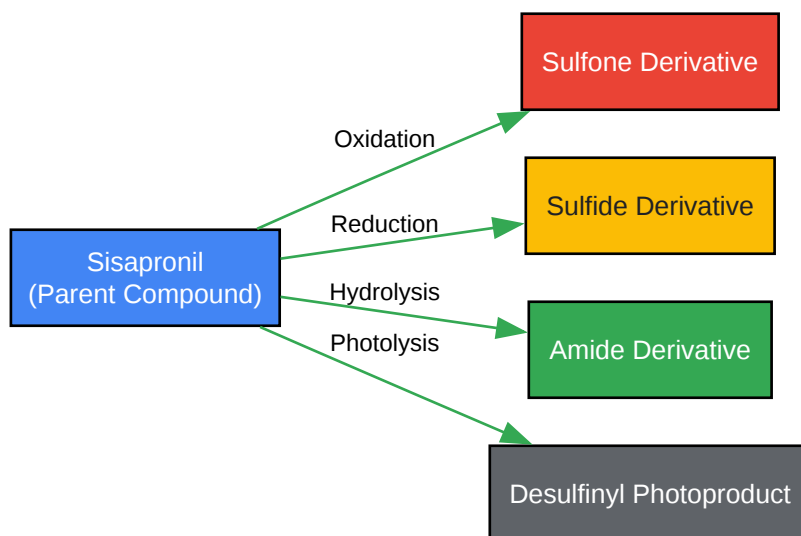 Sulfone Derivative
Oxidation
Sulfide Derivative
Reduction
Sisapronil
(Parent Compound)
Hydrolysis
Amide Derivative
Photolysis
Desulfinyl Photoproduct